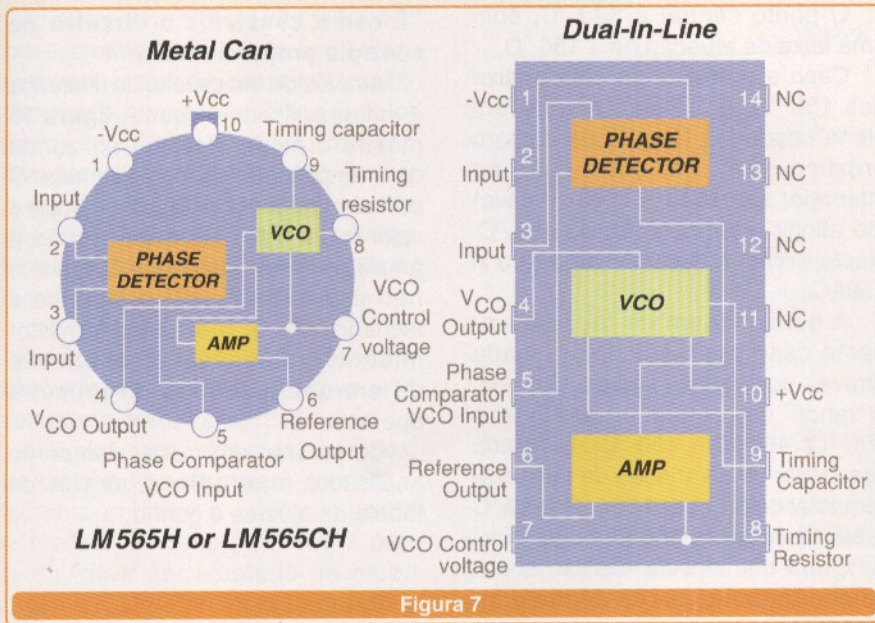 Metal Can
+Vcc
-Vcc
10
Timing capacitor
1
9
Input
Timing
resistor
VCO
2
8
PHASE
DETECTOR
VCO
Control
voltage
3
AMP
7
Input
4
6
VCO Output
5
Reference
Output
Phase Comparator
VCO Input
LM565H or LM565CH
Dual-In-Line
-Vcc
1
14
NC
PHASE
DETECTOR
2
Input
13
NC
3
Input
12
NC
VCO
Output
4
VCO
11
NC
Phase
Comparator
VCO Input
5
10
+Vcc
Reference
Output
6
AMP
9
Timing
Capacitor
7
VCO Control
voltage
8
Timing
Resistor
Figura 7